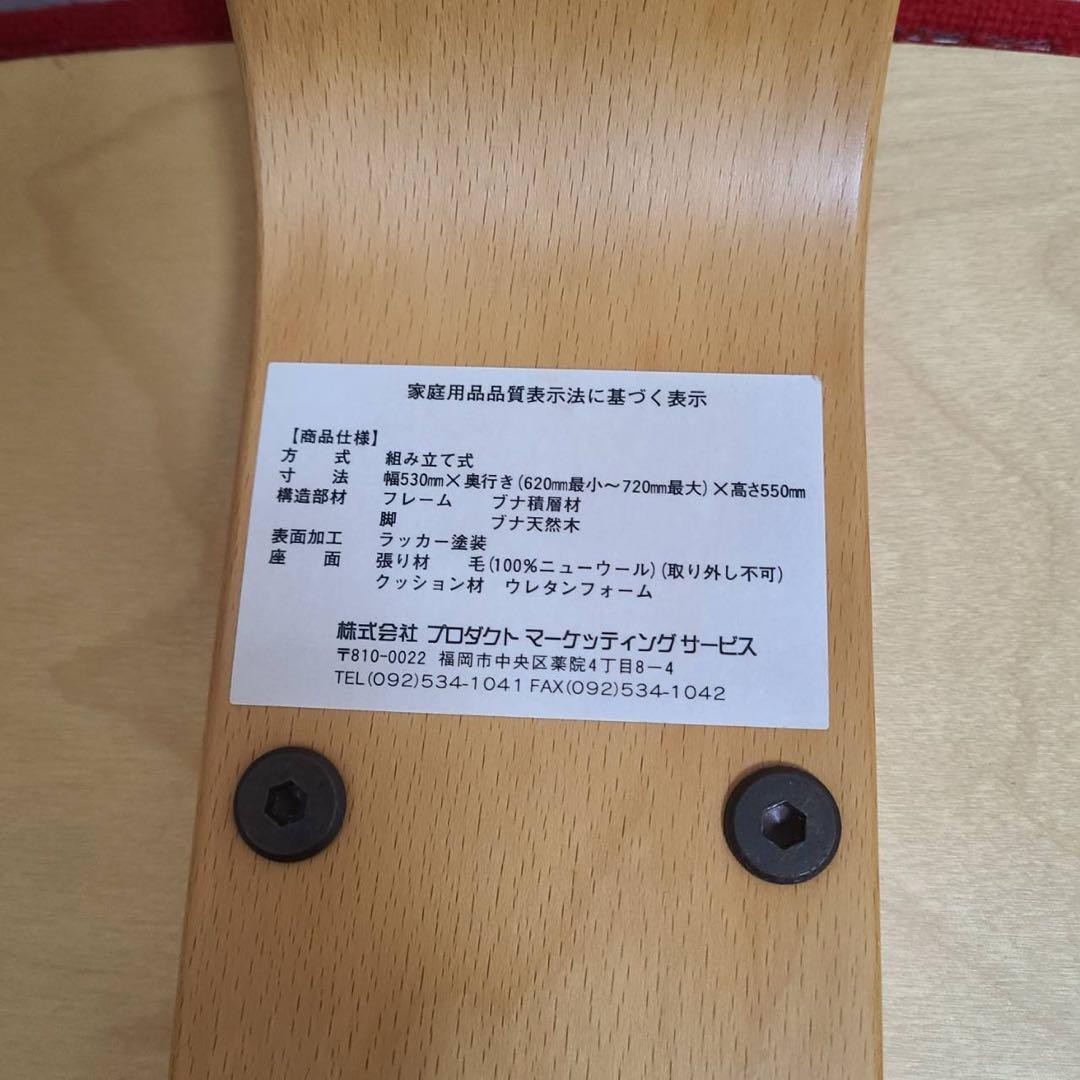 家庭用品品質表示法に基づく表示
【商品仕様】
方 式 組み立て式
寸 法 幅530㎜×奥行き(620㎜最小～720㎜最大)×高さ550㎜
構造部材 フレーム ブナ積層材
脚 ブナ天然木
表面加工 ラッカー塗装
座 面 張り材 毛(100%ニューウール)(取り外し不可)
クッション材 ウレタンフォーム
株式会社 プロダクト マーケッティング サービス
〒810-0022 福岡市中央区薬院4丁目8－4
TEL(092)534-1041 FAX(092)534-1042